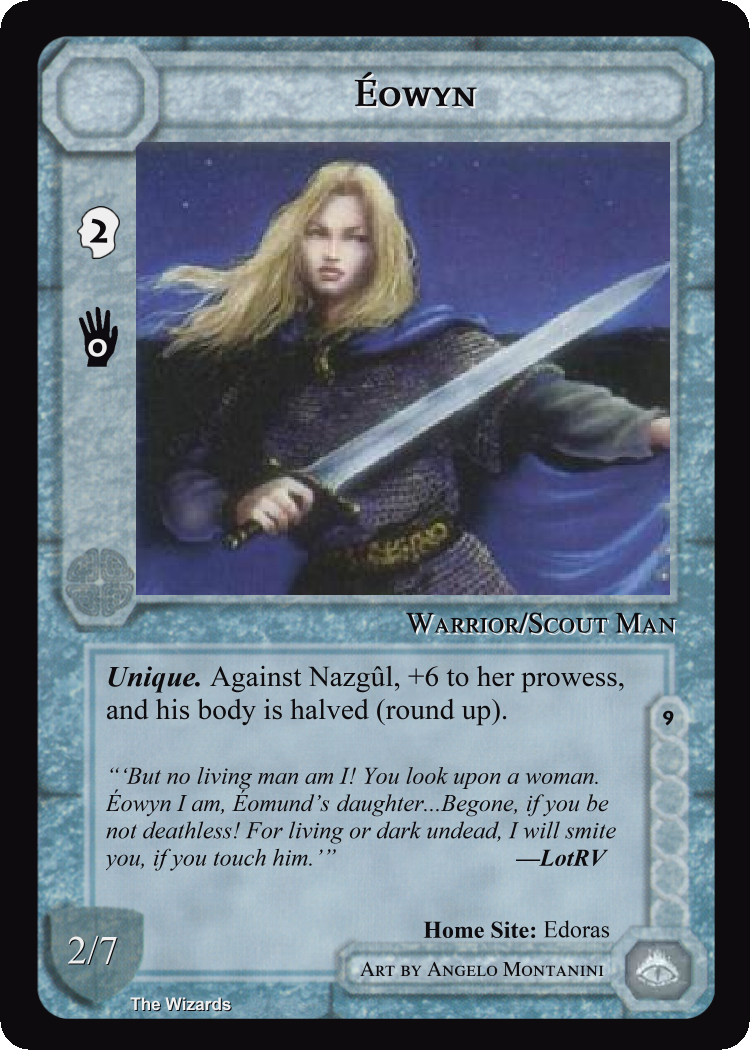 Éowyn
2
0
Warrior/Scout Man
Unique. Against Nazgûl, +6 to her prowess,
and his body is halved (round up).
9
“‘But no living man am I! You look upon a woman.
Éowyn I am, Éomund’s daughter...Begone, if you be
not deathless! For living or dark undead, I will smite
you, if you touch him.’”
—LotRV
Home Site: Edoras
2/7
Art by Angelo Montanini
The Wizards